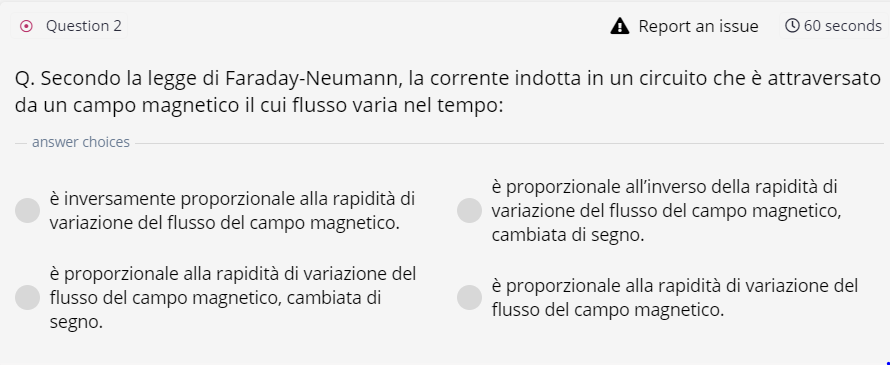 Question 2
Report an issue
60 seconds
Q. Secondo la legge di Faraday-Neumann, la corrente indotta in un circuito che è attraversato
da un campo magnetico il cui flusso varia nel tempo:
answer choices
è inversamente proporzionale alla rapidità di
variazione del flusso del campo magnetico.
è proporzionale all’inverso della rapidità di
variazione del flusso del campo magnetico,
cambiata di segno.
è proporzionale alla rapidità di variazione del
flusso del campo magnetico, cambiata di
segno.
è proporzionale alla rapidità di variazione del
flusso del campo magnetico.